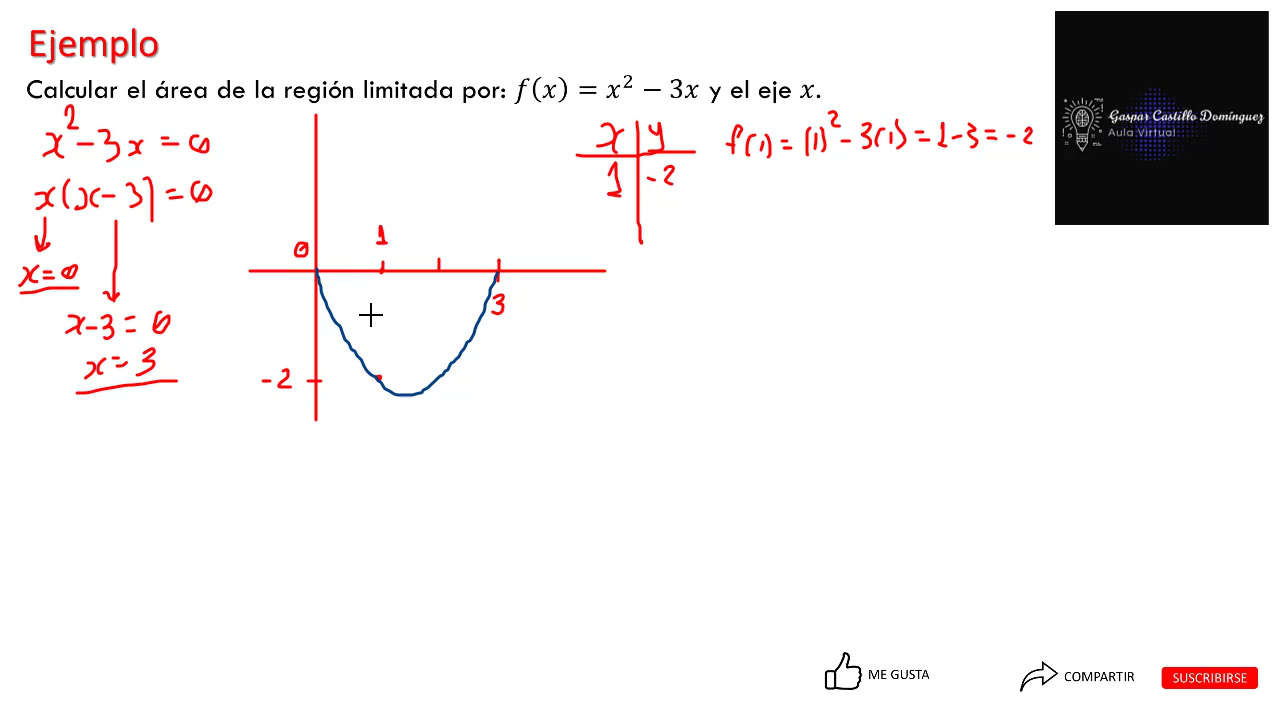 Ejemplo
Calcular el área de la región limitada por: f(x) = x² − 3x y el eje x.
x² − 3x = 0
x(x − 3) = 0
x = 0
x − 3 = 0
x = 3
x y
1 -2
f(1) = (1)² − 3(1) = 1 − 3 = −2
0
1
3
-2
Gaspar Castillo Domínguez
Aula Virtual
ME GUSTA
COMPARTIR
SUSCRIBIRSE